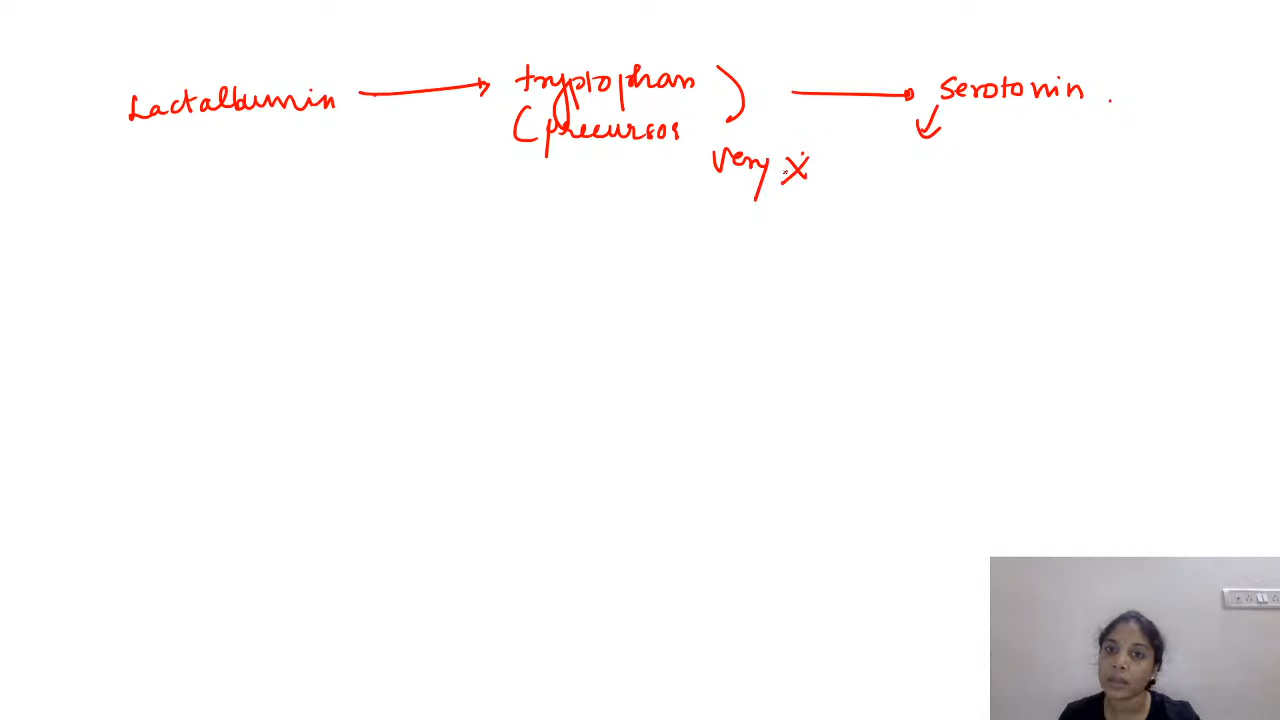 Lactalbumin → tryptophan → serotonin.
(precursor)
very